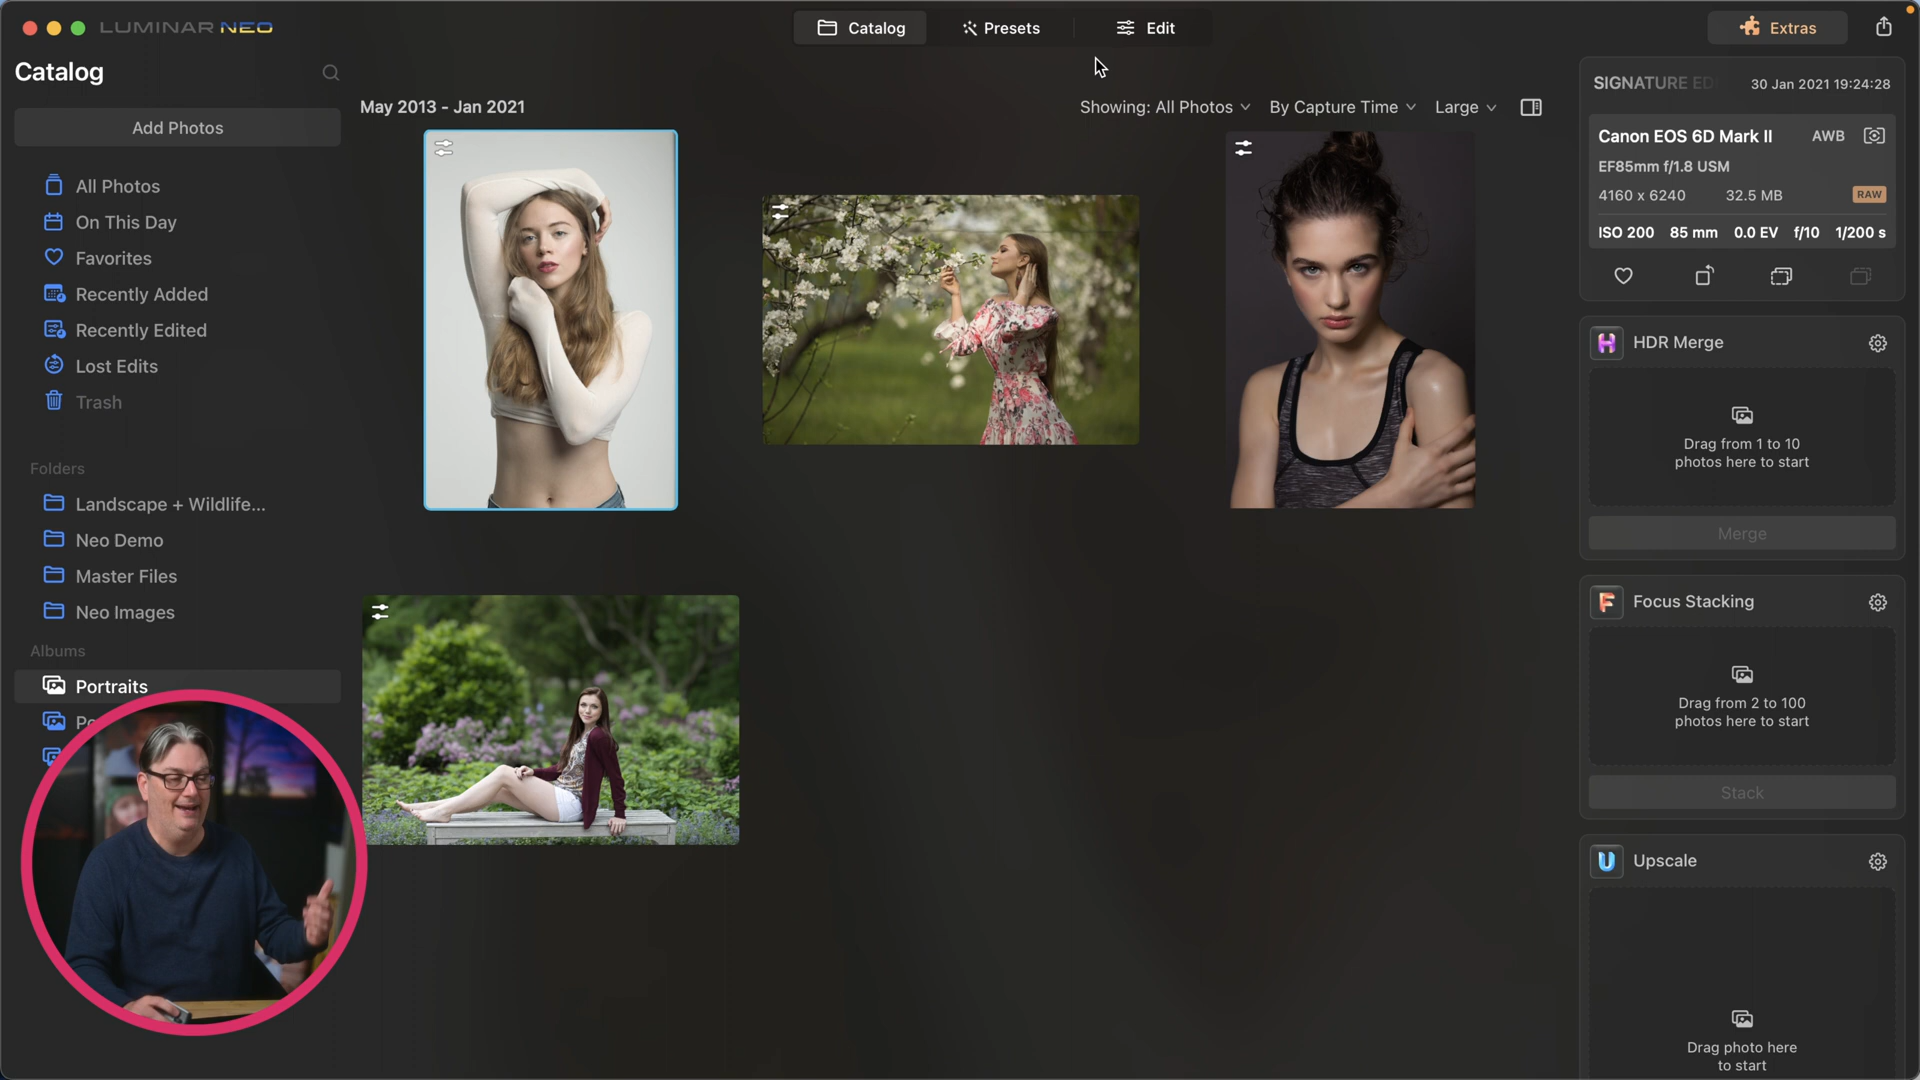 LUMINAR NEO
Catalog
Presets
Edit
Extras
Catalog
Add Photos
All Photos
On This Day
Favorites
Recently Added
Recently Edited
Lost Edits
Trash
Folders
Landscape + Wildlife...
Neo Demo
Master Files
Neo Images
Albums
Portraits
May 2013 - Jan 2021
Showing: All Photos
By Capture Time
Large
SIGNATURE ED
30 Jan 2021 19:24:28
Canon EOS 6D Mark II
AWB
EF85mm f/1.8 USM
4160 x 6240
32.5 MB
RAW
ISO 200
85 mm
0.0 EV
f/10
1/200 s
HDR Merge
Drag from 1 to 10
photos here to start
Merge
Focus Stacking
Drag from 2 to 100
photos here to start
Stack
Upscale
Drag photo here
to start